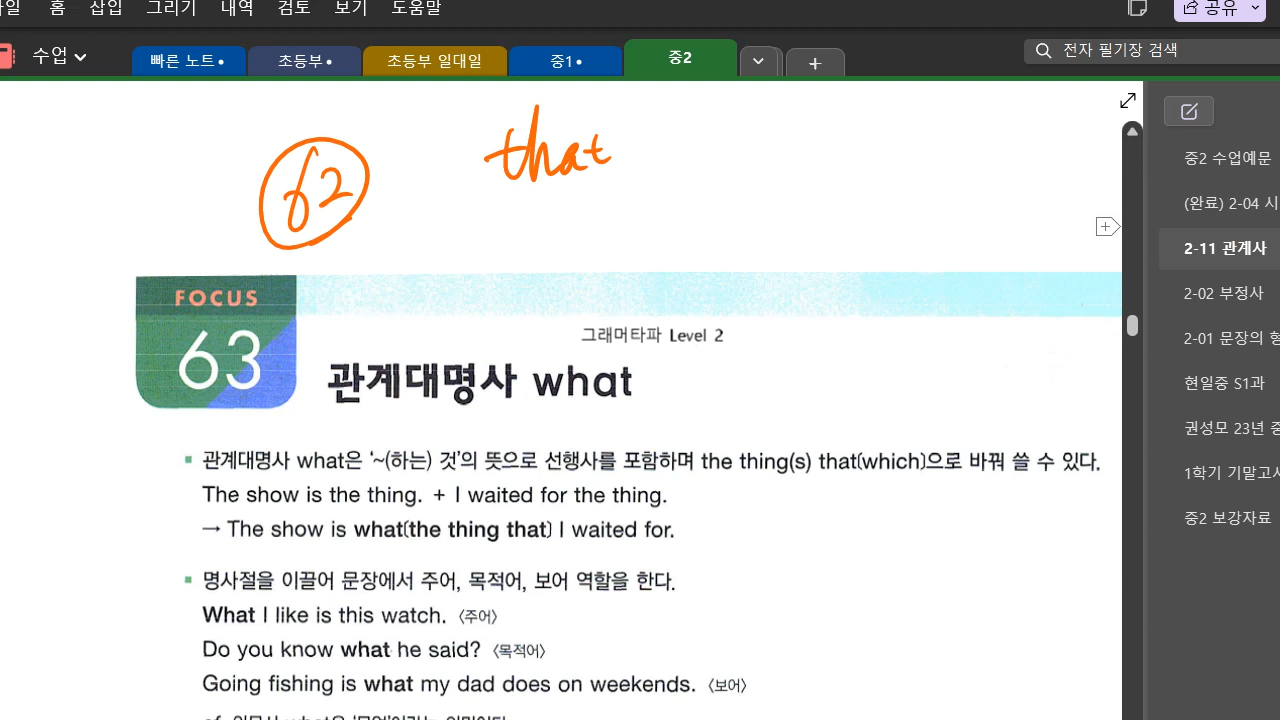 홈 삽입 그리기 내역 검토 보기 도움말 공유
수업
빠른 노트 초등부 초등부 일대일 중1 중2
전자 필기장 검색
62 that
중2 수업예문
(완료) 2-04 시
2-11 관계사
2-02 부정사
2-01 문장의 형
현일중 S1과
권성모 23년 중
1학기 기말고사
중2 보강자료
FOCUS
63
그래머타파 Level 2
관계대명사 what
관계대명사 what은 ‘~(하는) 것’의 뜻으로 선행사를 포함하며 the thing(s) that(which)으로 바꿔 쓸 수 있다.
The show is the thing. + I waited for the thing.
→ The show is what(the thing that) I waited for.
명사절을 이끌어 문장에서 주어, 목적어, 보어 역할을 한다.
What I like is this watch. 〈주어〉
Do you know what he said? 〈목적어〉
Going fishing is what my dad does on weekends. 〈보어〉